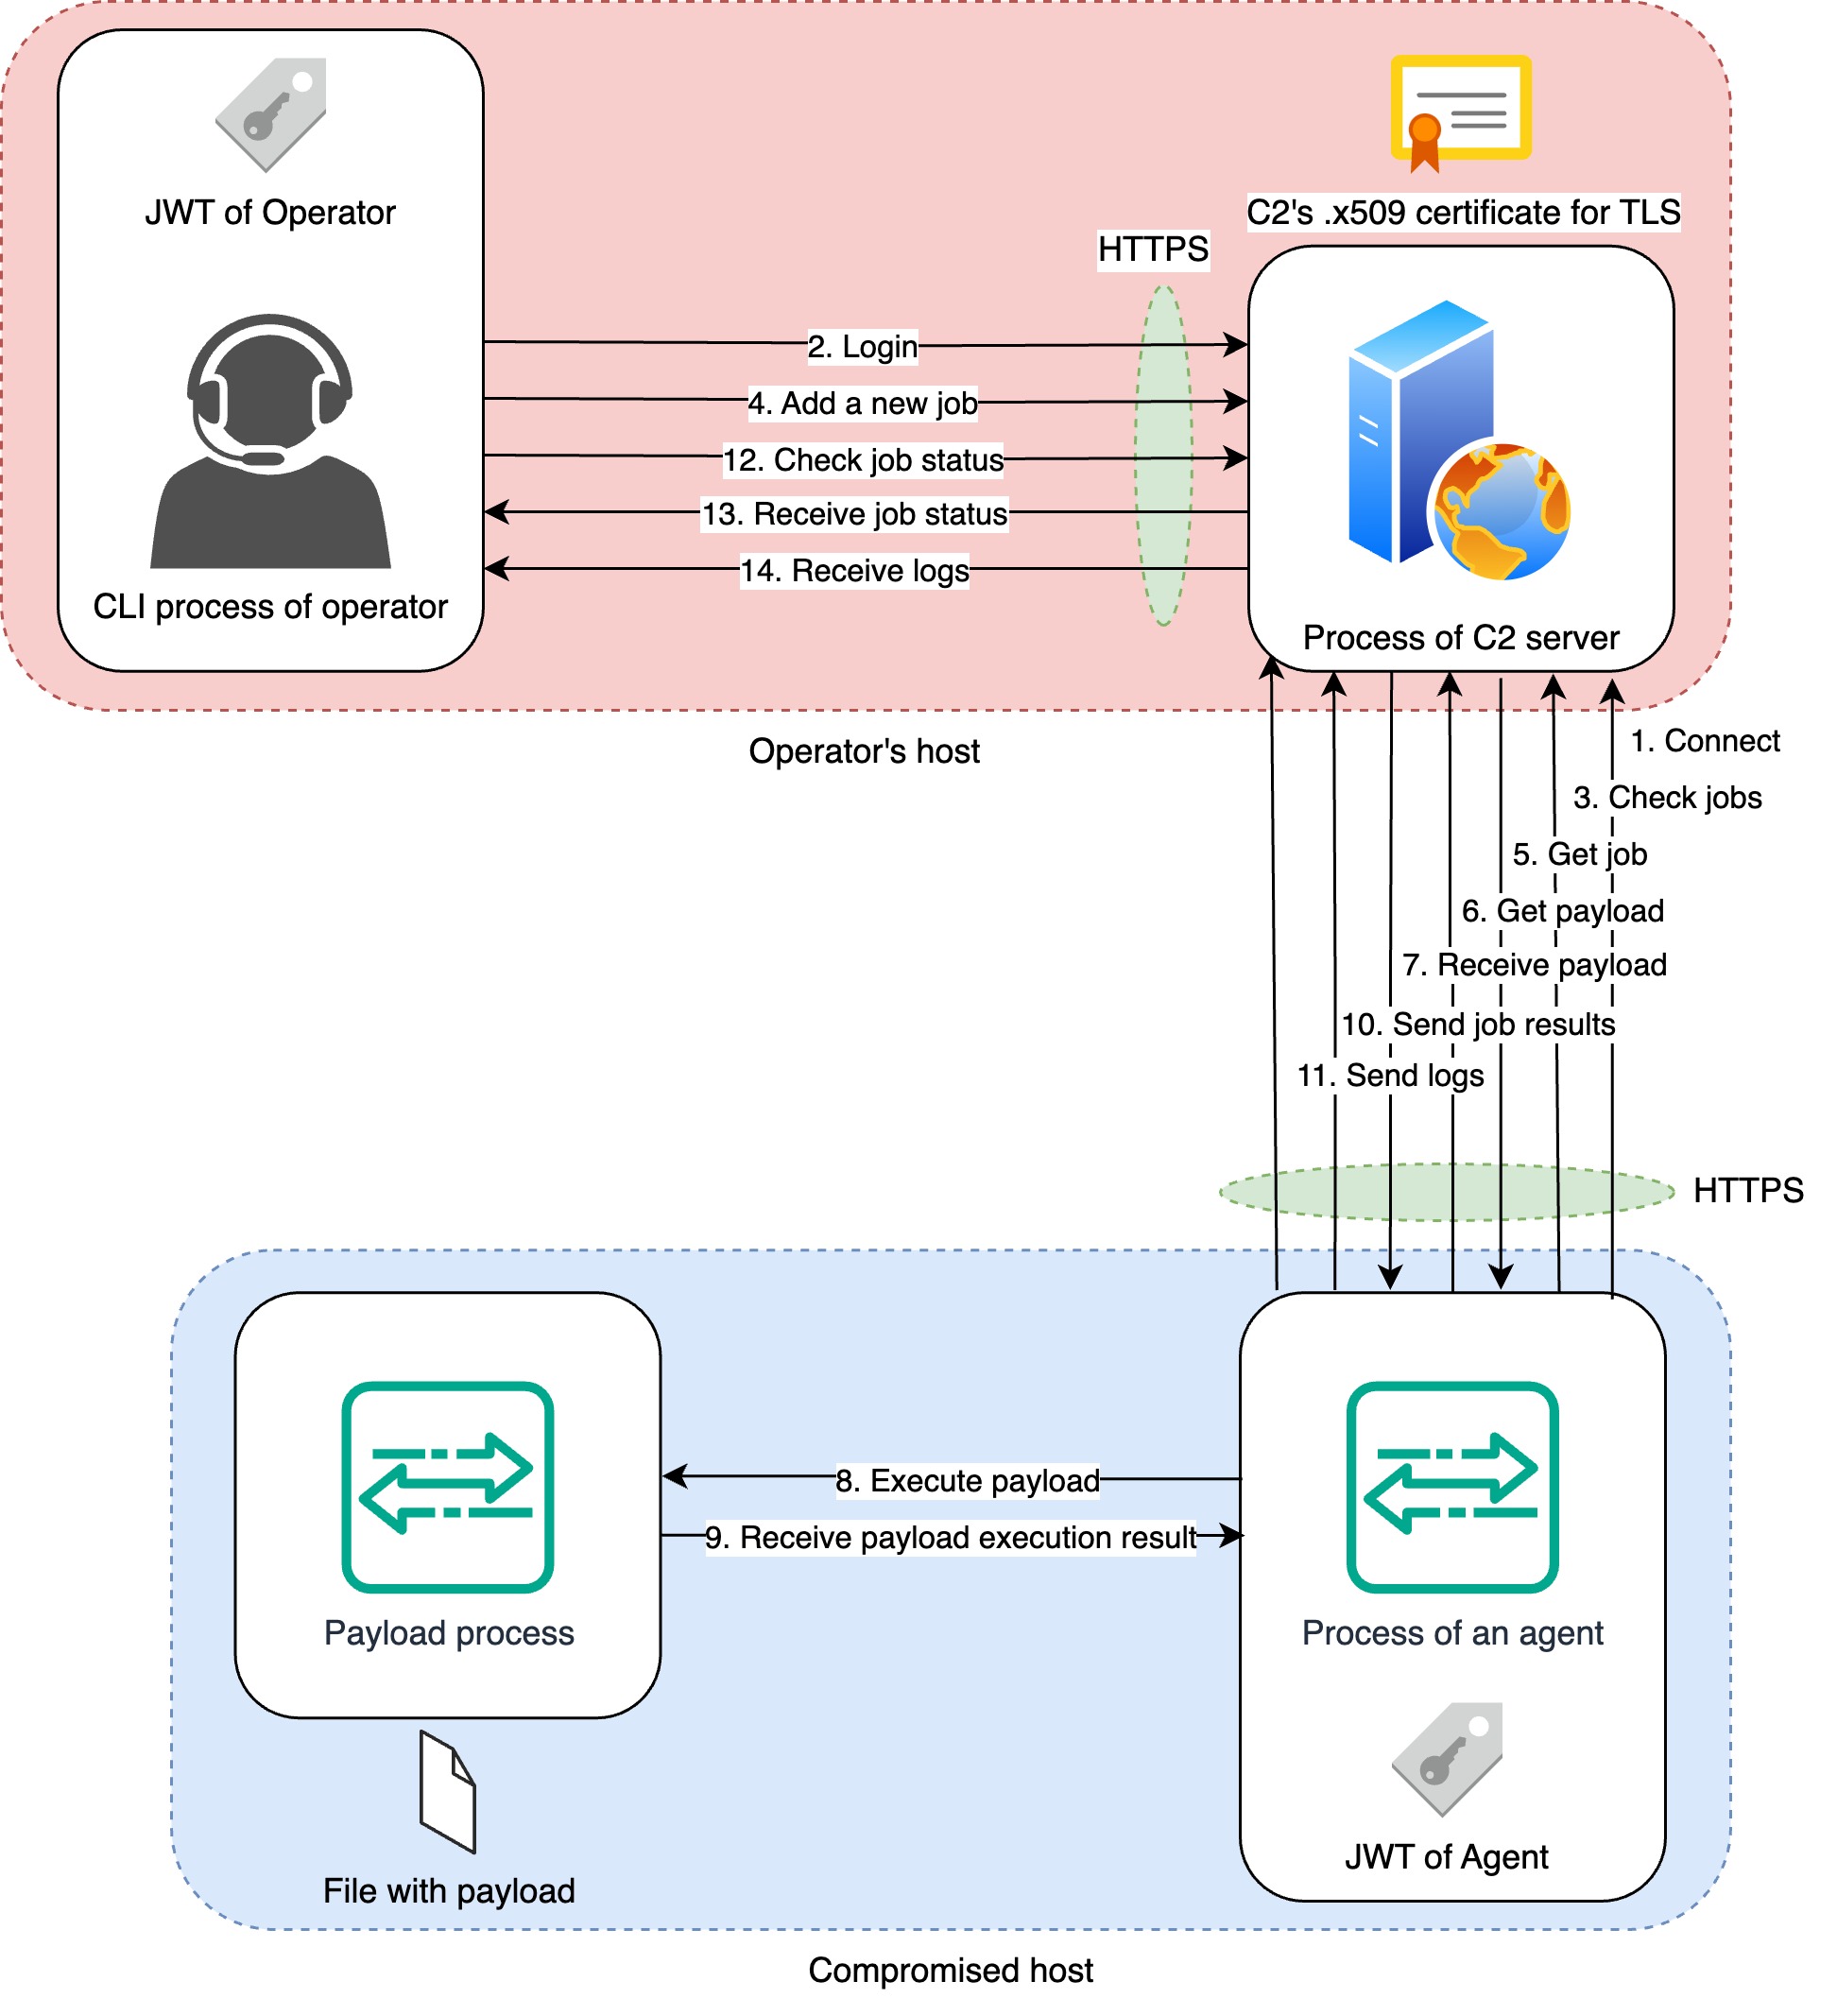 JWT of Operator
CLI process of operator
C2's .x509 certificate for TLS
HTTPS
2. Login
4. Add a new job
12. Check job status
13. Receive job status
14. Receive logs
Process of C2 server
Operator's host
1. Connect
3. Check jobs
5. Get job
6. Get payload
7. Receive payload
10. Send job results
11. Send logs
HTTPS
8. Execute payload
9. Receive payload execution result
Payload process
Process of an agent
JWT of Agent
File with payload
Compromised host